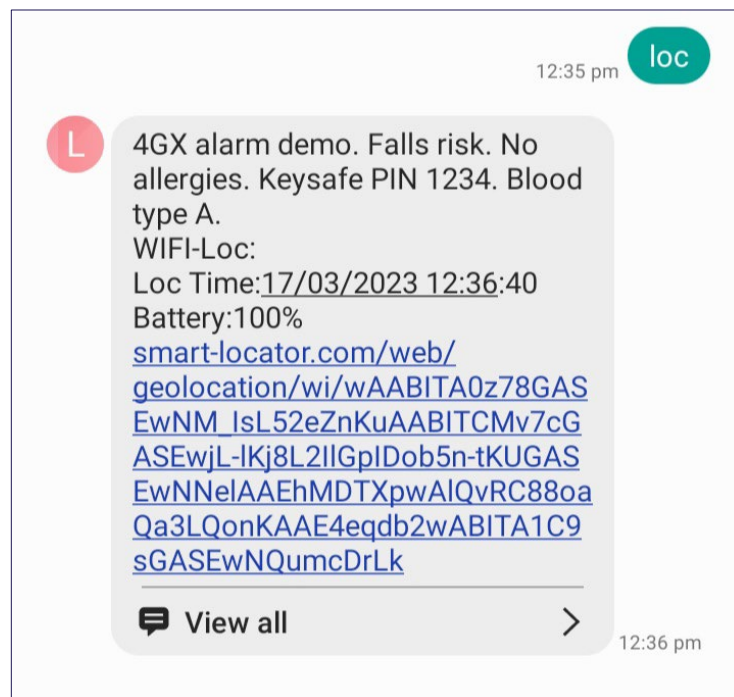 loc
12:35 pm
L
4GX alarm demo. Falls risk. No
allergies. Keysafe PIN 1234. Blood
type A.
WIFI-Loc:
Loc Time:17/03/2023 12:36:40
Battery:100%
smart-locator.com/web/
geolocation/wi/wAABITA0z78GAS
EwNM_IsL52eZnKuAABITCMv7cG
ASEwjL-lKj8L2IlGpIDob5n-tKUGAS
EwNNelAAEhMDTXpwAlQvRC88oa
Qa3LQonKAAE4eqdb2wABITA1C9
sGASEwNQumcDrLk
View all
12:36 pm